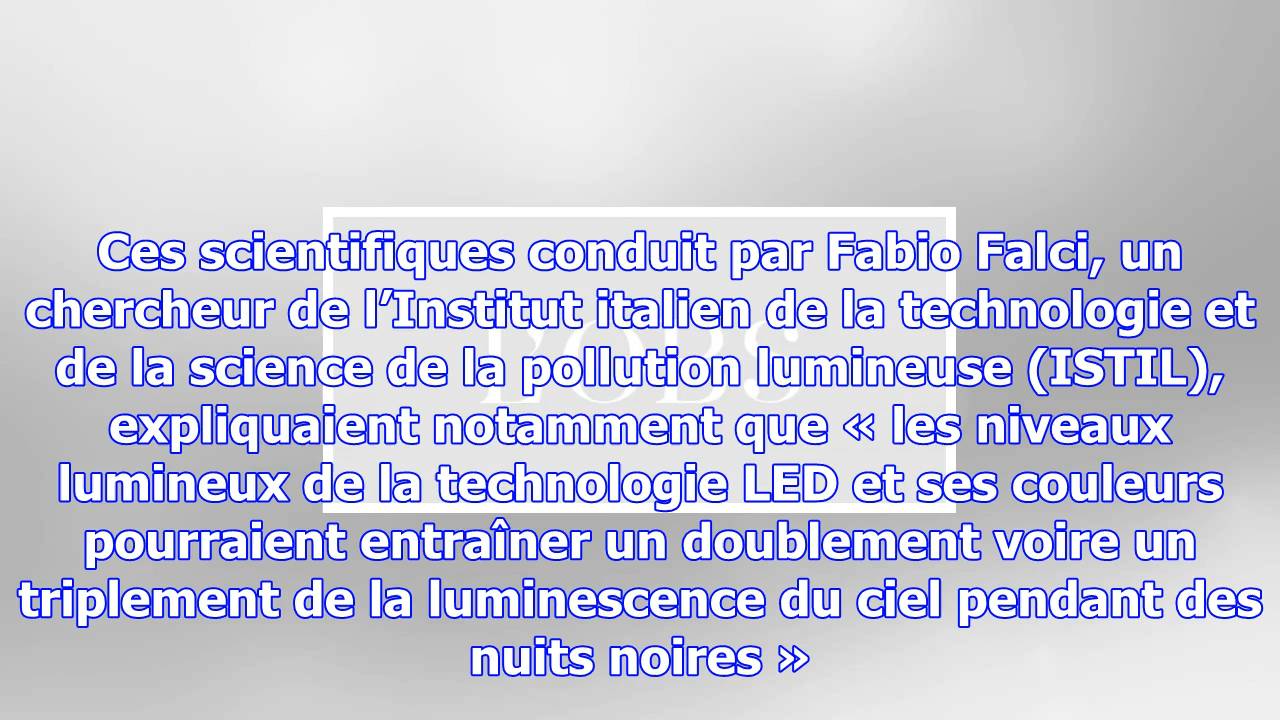 L'OBS
Ces scientifiques conduit par Fabio Falci, un
chercheur de l’Institut italien de la technologie et
de la science de la pollution lumineuse (ISTIL),
expliquaient notamment que « les niveaux
lumineux de la technologie LED et ses couleurs
pourraient entraîner un doublement voire un
triplement de la luminescence du ciel pendant des
nuits noires »